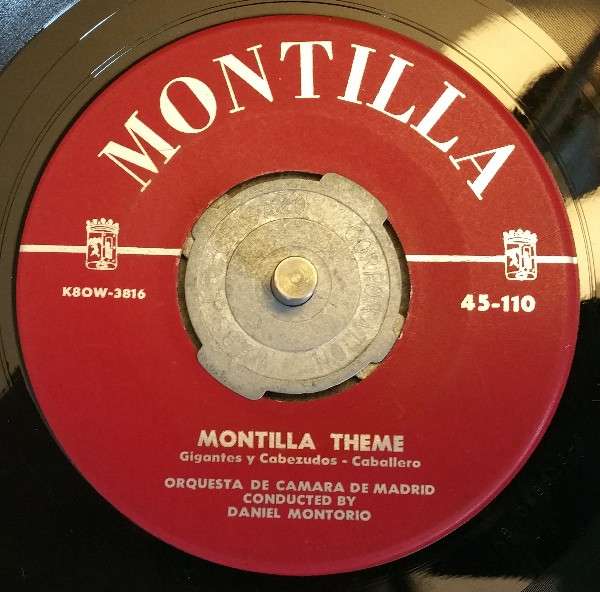 MONTILLA
K8OW-3816
45-110
MONTILLA THEME
Gigantes y Cabezudos - Caballero
ORQUESTA DE CAMARA DE MADRID
CONDUCTED BY
DANIEL MONTORIO